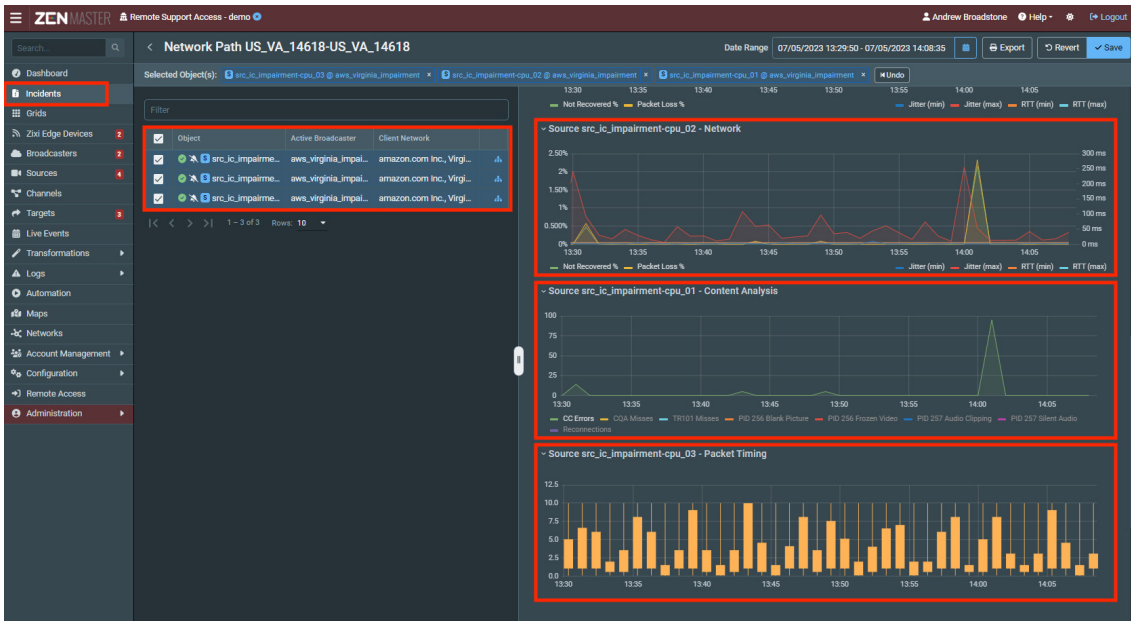 ZENMASTER Remote Support Access - demo Andrew Broadstone Help Logout
Search...
Network Path US_VA_14618-US_VA_14618 Date Range 07/05/2023 13:29:50 - 07/05/2023 14:08:35 Export Revert Save
Selected Object(s): S src_ic_impairment-cpu_03 @ aws_virginia_impairment × S src_ic_impairment-cpu_02 @ aws_virginia_impairment × S src_ic_impairment-cpu_01 @ aws_virginia_impairment × Undo
Dashboard
Incidents
Grids
Zixi Edge Devices 2
Broadcasters 2
Sources 4
Channels
Targets 3
Live Events
Transformations
Logs
Automation
Maps
Networks
Account Management
Configuration
Remote Access
Administration
Filter
Object Active Broadcaster Client Network
S src_ic_impairme... aws_virginia_impai... amazon.com Inc., Virgi...
S src_ic_impairme... aws_virginia_impai... amazon.com Inc., Virgi...
S src_ic_impairme... aws_virginia_impai... amazon.com Inc., Virgi...
|< < > >| 1 – 3 of 3 Rows: 10
13:30 13:35 13:40 13:45 13:50 13:55 14:00 14:05
Not Recovered % Packet Loss % Jitter (min) Jitter (max) RTT (min) RTT (max)
Source src_ic_impairment-cpu_02 - Network
2.50% 300 ms
2% 250 ms
200 ms
1.50% 150 ms
1% 100 ms
0.500% 50 ms
0% 0 ms
13:30 13:35 13:40 13:45 13:50 13:55 14:00 14:05
Not Recovered % Packet Loss % Jitter (min) Jitter (max) RTT (min) RTT (max)
Source src_ic_impairment-cpu_01 - Content Analysis
100
75
50
25
0
13:30 13:35 13:40 13:45 13:50 13:55 14:00 14:05
CC Errors CQA Misses TR101 Misses PID 256 Blank Picture PID 256 Frozen Video PID 257 Audio Clipping PID 257 Silent Audio
Reconnections
Source src_ic_impairment-cpu_03 - Packet Timing
12.5
10.0
7.5
5.0
2.5
0.0
13:30 13:35 13:40 13:45 13:50 13:55 14:00 14:05